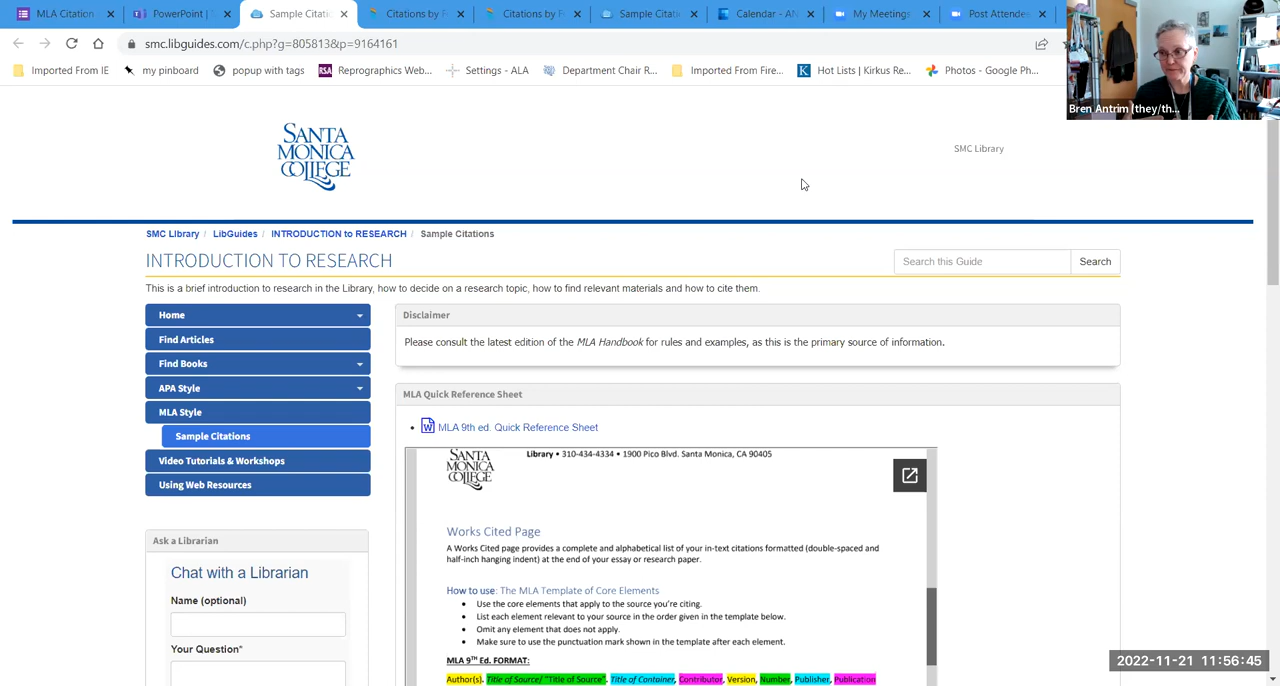 MLA Citation
PowerPoint | 
Sample Citatio
Citations by F
Citations by F
Sample Citatio
Calendar - AN
My Meetings
Post Attendee
smc.libguides.com/c.php?g=805813&p=9164161
Imported From IE
my pinboard
popup with tags
RSA
Reprographics Web...
Settings - ALA
Department Chair R...
Imported From Fire...
K
Hot Lists | Kirkus Re...
Photos - Google Ph...
Bren Antrim (they/th...
SANTA
MONICA
COLLEGE
SMC Library
SMC Library / LibGuides / INTRODUCTION to RESEARCH / Sample Citations
INTRODUCTION TO RESEARCH
Search this Guide
Search
This is a brief introduction to research in the Library, how to decide on a research topic, how to find relevant materials and how to cite them.
Home
Find Articles
Find Books
APA Style
MLA Style
Sample Citations
Video Tutorials & Workshops
Using Web Resources
Ask a Librarian
Chat with a Librarian
Name (optional)
Your Question*
Disclaimer
Please consult the latest edition of the MLA Handbook for rules and examples, as this is the primary source of information.
MLA Quick Reference Sheet
• W MLA 9th ed. Quick Reference Sheet
SANTA
MONICA
COLLEGE
Library • 310-434-4334 • 1900 Pico Blvd. Santa Monica, CA 90405
Works Cited Page
A Works Cited page provides a complete and alphabetical list of your in-text citations formatted (double-spaced and
half-inch hanging indent) at the end of your essay or research paper.
How to use: The MLA Template of Core Elements
• Use the core elements that apply to the source you're citing.
• List each element relevant to your source in the order given in the template below.
• Omit any element that does not apply.
• Make sure to use the punctuation mark shown in the template after each element.
MLA 9TH Ed. FORMAT:
Author(s). Title of Source/ "Title of Source". Title of Container, Contributor, Version, Number, Publisher, Publication
2022-11-21 11:56:45